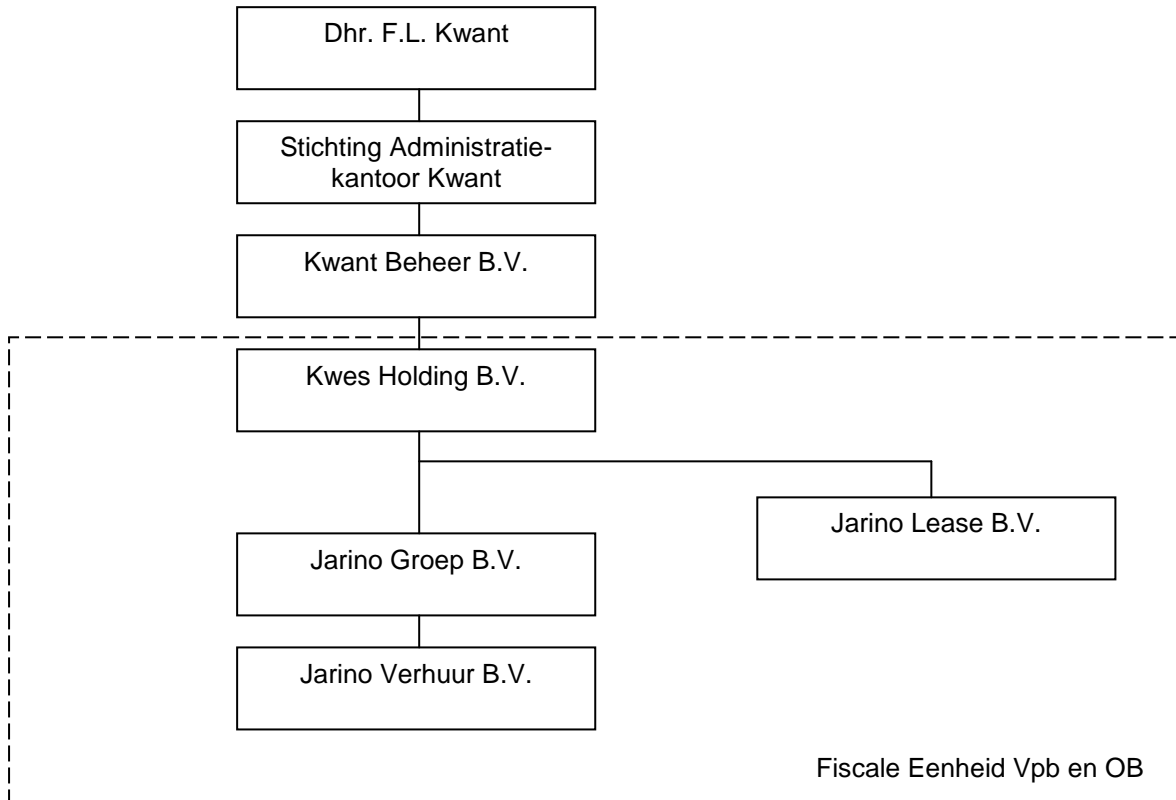 Dhr. F.L. Kwant
Stichting Administratie-
kantoor Kwant
Kwant Beheer B.V.
Kwes Holding B.V.
Jarino Lease B.V.
Jarino Groep B.V.
Jarino Verhuur B.V.
Fiscale Eenheid Vpb en OB